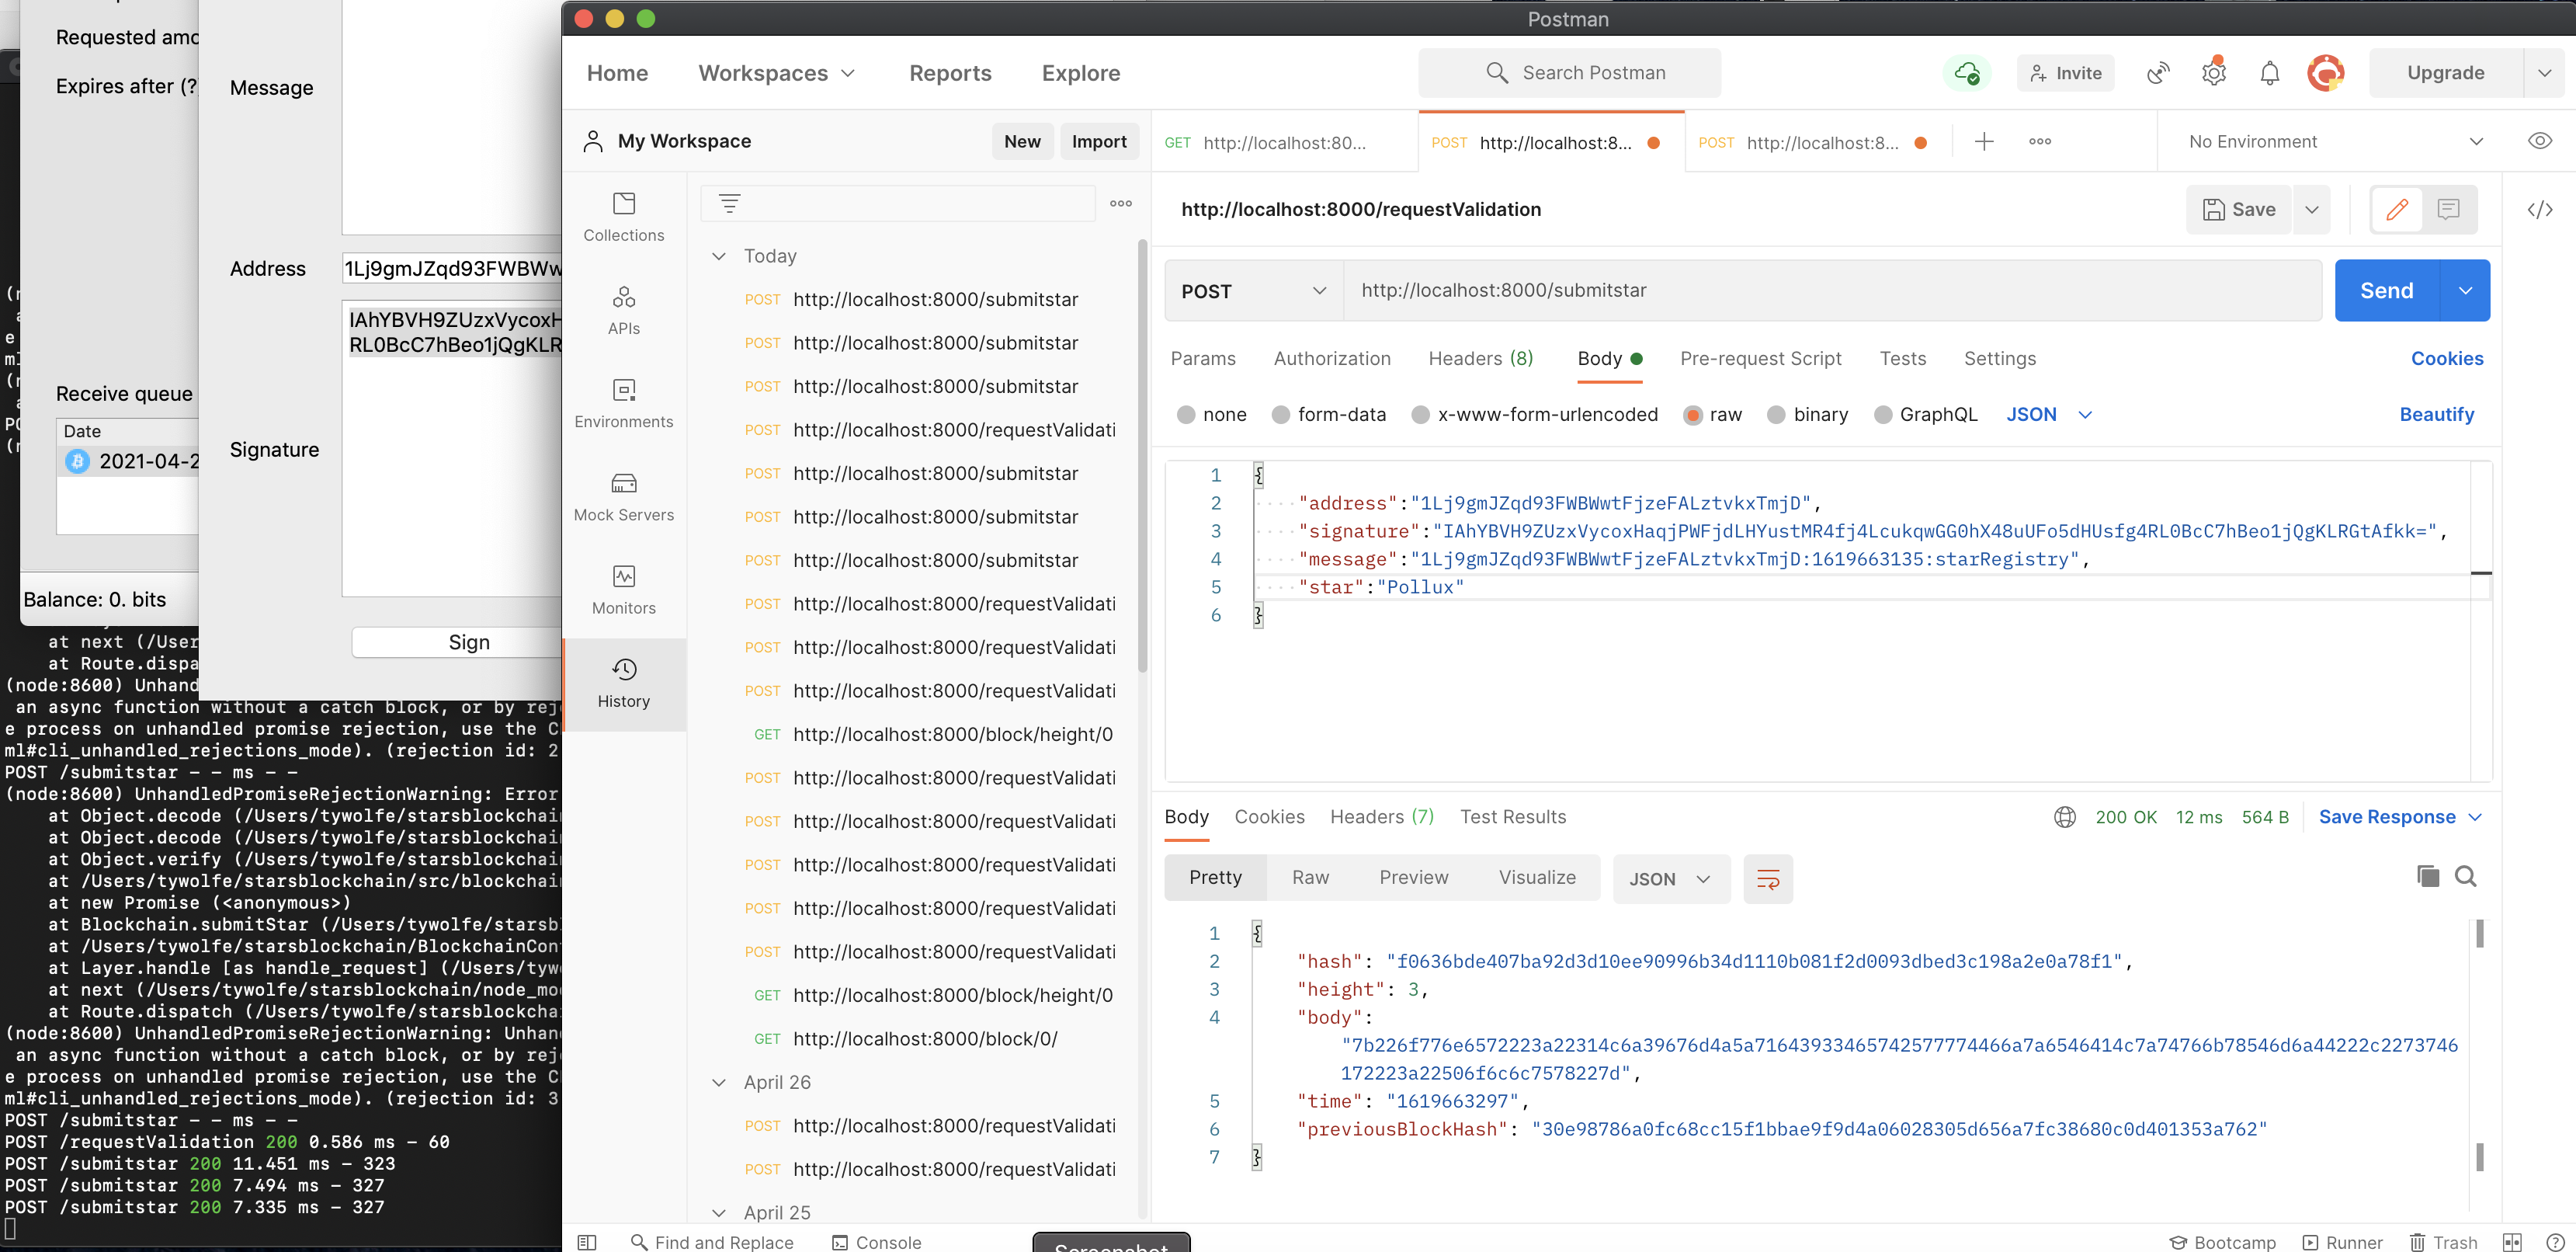 Requested amo
Expires after (?)
Receive queue
Date
2021-04-2
Balance: 0. bits
Message
Address
1Lj9gmJZqd93FWBWw
IAhYBVH9ZUzxVycoxH
RL0BcC7hBeo1jQgKLR
Signature
Sign
at next (/User
at Route.dispa
(node:8600) Unhand
an async function without a catch block, or by rej
e process on unhandled promise rejection, use the C
ml#cli_unhandled_rejections_mode). (rejection id: 2
POST /submitstar - - ms - -
(node:8600) UnhandledPromiseRejectionWarning: Error
at Object.decode (/Users/tywolfe/starsblockchain
at Object.decode (/Users/tywolfe/starsblockchain
at Object.verify (/Users/tywolfe/starsblockchain
at /Users/tywolfe/starsblockchain/src/blockchain
at new Promise (<anonymous>)
at Blockchain.submitStar (/Users/tywolfe/starsbl
at /Users/tywolfe/starsblockchain/BlockchainCont
at Layer.handle [as handle_request] (/Users/tywo
at next (/Users/tywolfe/starsblockchain/node_mod
at Route.dispatch (/Users/tywolfe/starsblockchai
(node:8600) UnhandledPromiseRejectionWarning: Unhan
an async function without a catch block, or by rej
e process on unhandled promise rejection, use the C
ml#cli_unhandled_rejections_mode). (rejection id: 3
POST /submitstar - - ms - -
POST /requestValidation 200 0.586 ms - 60
POST /submitstar 200 11.451 ms - 323
POST /submitstar 200 7.494 ms - 327
POST /submitstar 200 7.335 ms - 327
Postman
Home Workspaces Reports Explore
Search Postman
Invite
Upgrade
My Workspace
New Import
GET http://localhost:80...
POST http://localhost:8...
POST http://localhost:8...
No Environment
Collections
APIs
Environments
Mock Servers
Monitors
History
Today
POST http://localhost:8000/submitstar
POST http://localhost:8000/submitstar
POST http://localhost:8000/submitstar
POST http://localhost:8000/requestValidati
POST http://localhost:8000/submitstar
POST http://localhost:8000/submitstar
POST http://localhost:8000/submitstar
POST http://localhost:8000/requestValidati
POST http://localhost:8000/requestValidati
POST http://localhost:8000/requestValidati
GET http://localhost:8000/block/height/0
POST http://localhost:8000/requestValidati
POST http://localhost:8000/requestValidati
POST http://localhost:8000/requestValidati
POST http://localhost:8000/requestValidati
POST http://localhost:8000/requestValidati
GET http://localhost:8000/block/height/0
GET http://localhost:8000/block/0/
April 26
POST http://localhost:8000/requestValidati
POST http://localhost:8000/requestValidati
April 25
http://localhost:8000/requestValidation
Save
POST http://localhost:8000/submitstar
Send
Params Authorization Headers (8) Body Pre-request Script Tests Settings
Cookies
none form-data x-www-form-urlencoded raw binary GraphQL JSON
Beautify
1 {
2 "address":"1Lj9gmJZqd93FWBWwtFjzeFALztvkxTmjD",
3 "signature":"IAhYBVH9ZUzxVycoxHaqjPWFjdLHYustMR4fj4LcukqwGG0hX48uUFo5dHUsfg4RL0BcC7hBeo1jQgKLRGtAfkk=",
4 "message":"1Lj9gmJZqd93FWBWwtFjzeFALztvkxTmjD:1619663135:starRegistry",
5 "star":"Pollux"
6 }
Body Cookies Headers (7) Test Results
200 OK 12 ms 564 B Save Response
Pretty Raw Preview Visualize JSON
1 {
2 "hash": "f0636bde407ba92d3d10ee90996b34d1110b081f2d0093dbed3c198a2e0a78f1",
3 "height": 3,
4 "body":
"7b226f776e6572223a22314c6a39676d4a5a716439334657425777744​66a7a6546414c7a74766b78546d6a44222c2273746
172223a22506f6c6c7578227d",
5 "time": "1619663297",
6 "previousBlockHash": "30e98786a0fc68cc15f1bbae9f9d4a06028305d656a7fc38680c0d401353a762"
7 }
Find and Replace Console
Screenshot
Bootcamp Runner Trash